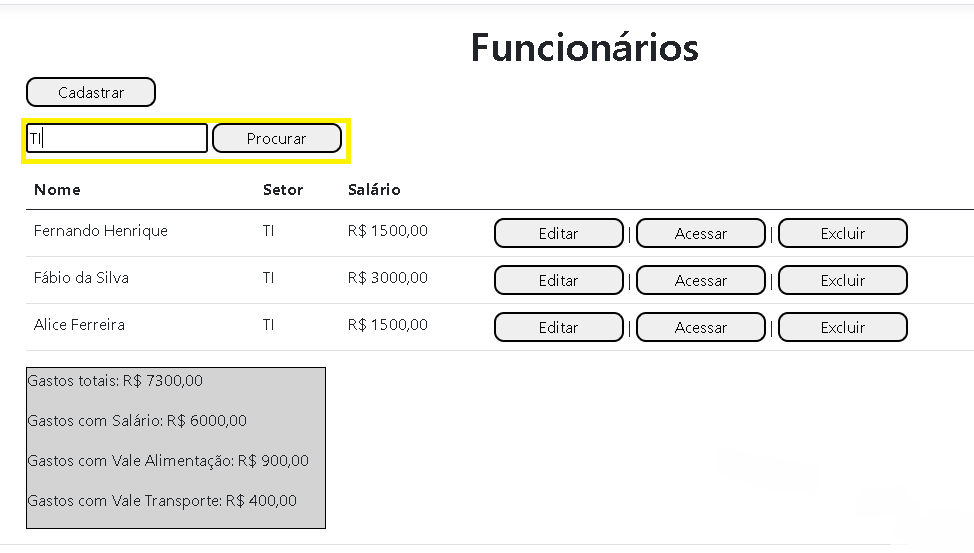 Funcionários
Cadastrar
TI Procurar
Nome Setor Salário
Fernando Henrique TI R$ 1500,00 Editar | Acessar | Excluir
Fábio da Silva TI R$ 3000,00 Editar | Acessar | Excluir
Alice Ferreira TI R$ 1500,00 Editar | Acessar | Excluir
Gastos totais: R$ 7300,00
Gastos com Salário: R$ 6000,00
Gastos com Vale Alimentação: R$ 900,00
Gastos com Vale Transporte: R$ 400,00